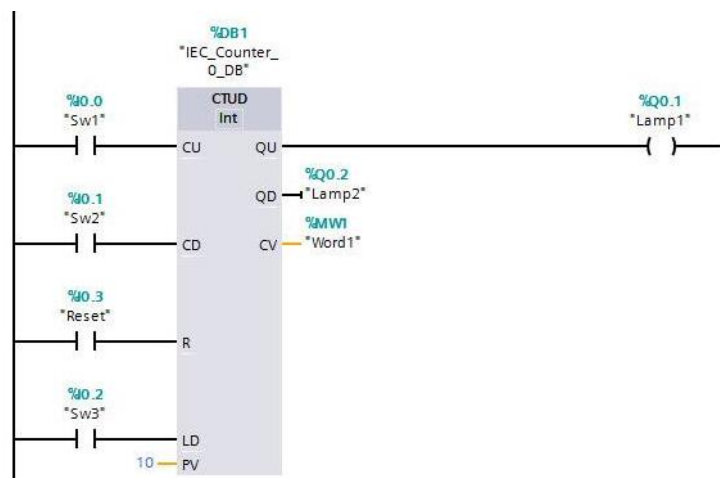 %DB1
"IEC_Counter_
0_DB"
CTUD
Int
%I0.0
"Sw1"
CU
QU
%Q0.1
"Lamp1"
%Q0.2
QD
"Lamp2"
%I0.1
"Sw2"
CD
%MW1
CV
"Word1"
%I0.3
"Reset"
R
%I0.2
"Sw3"
LD
10
PV